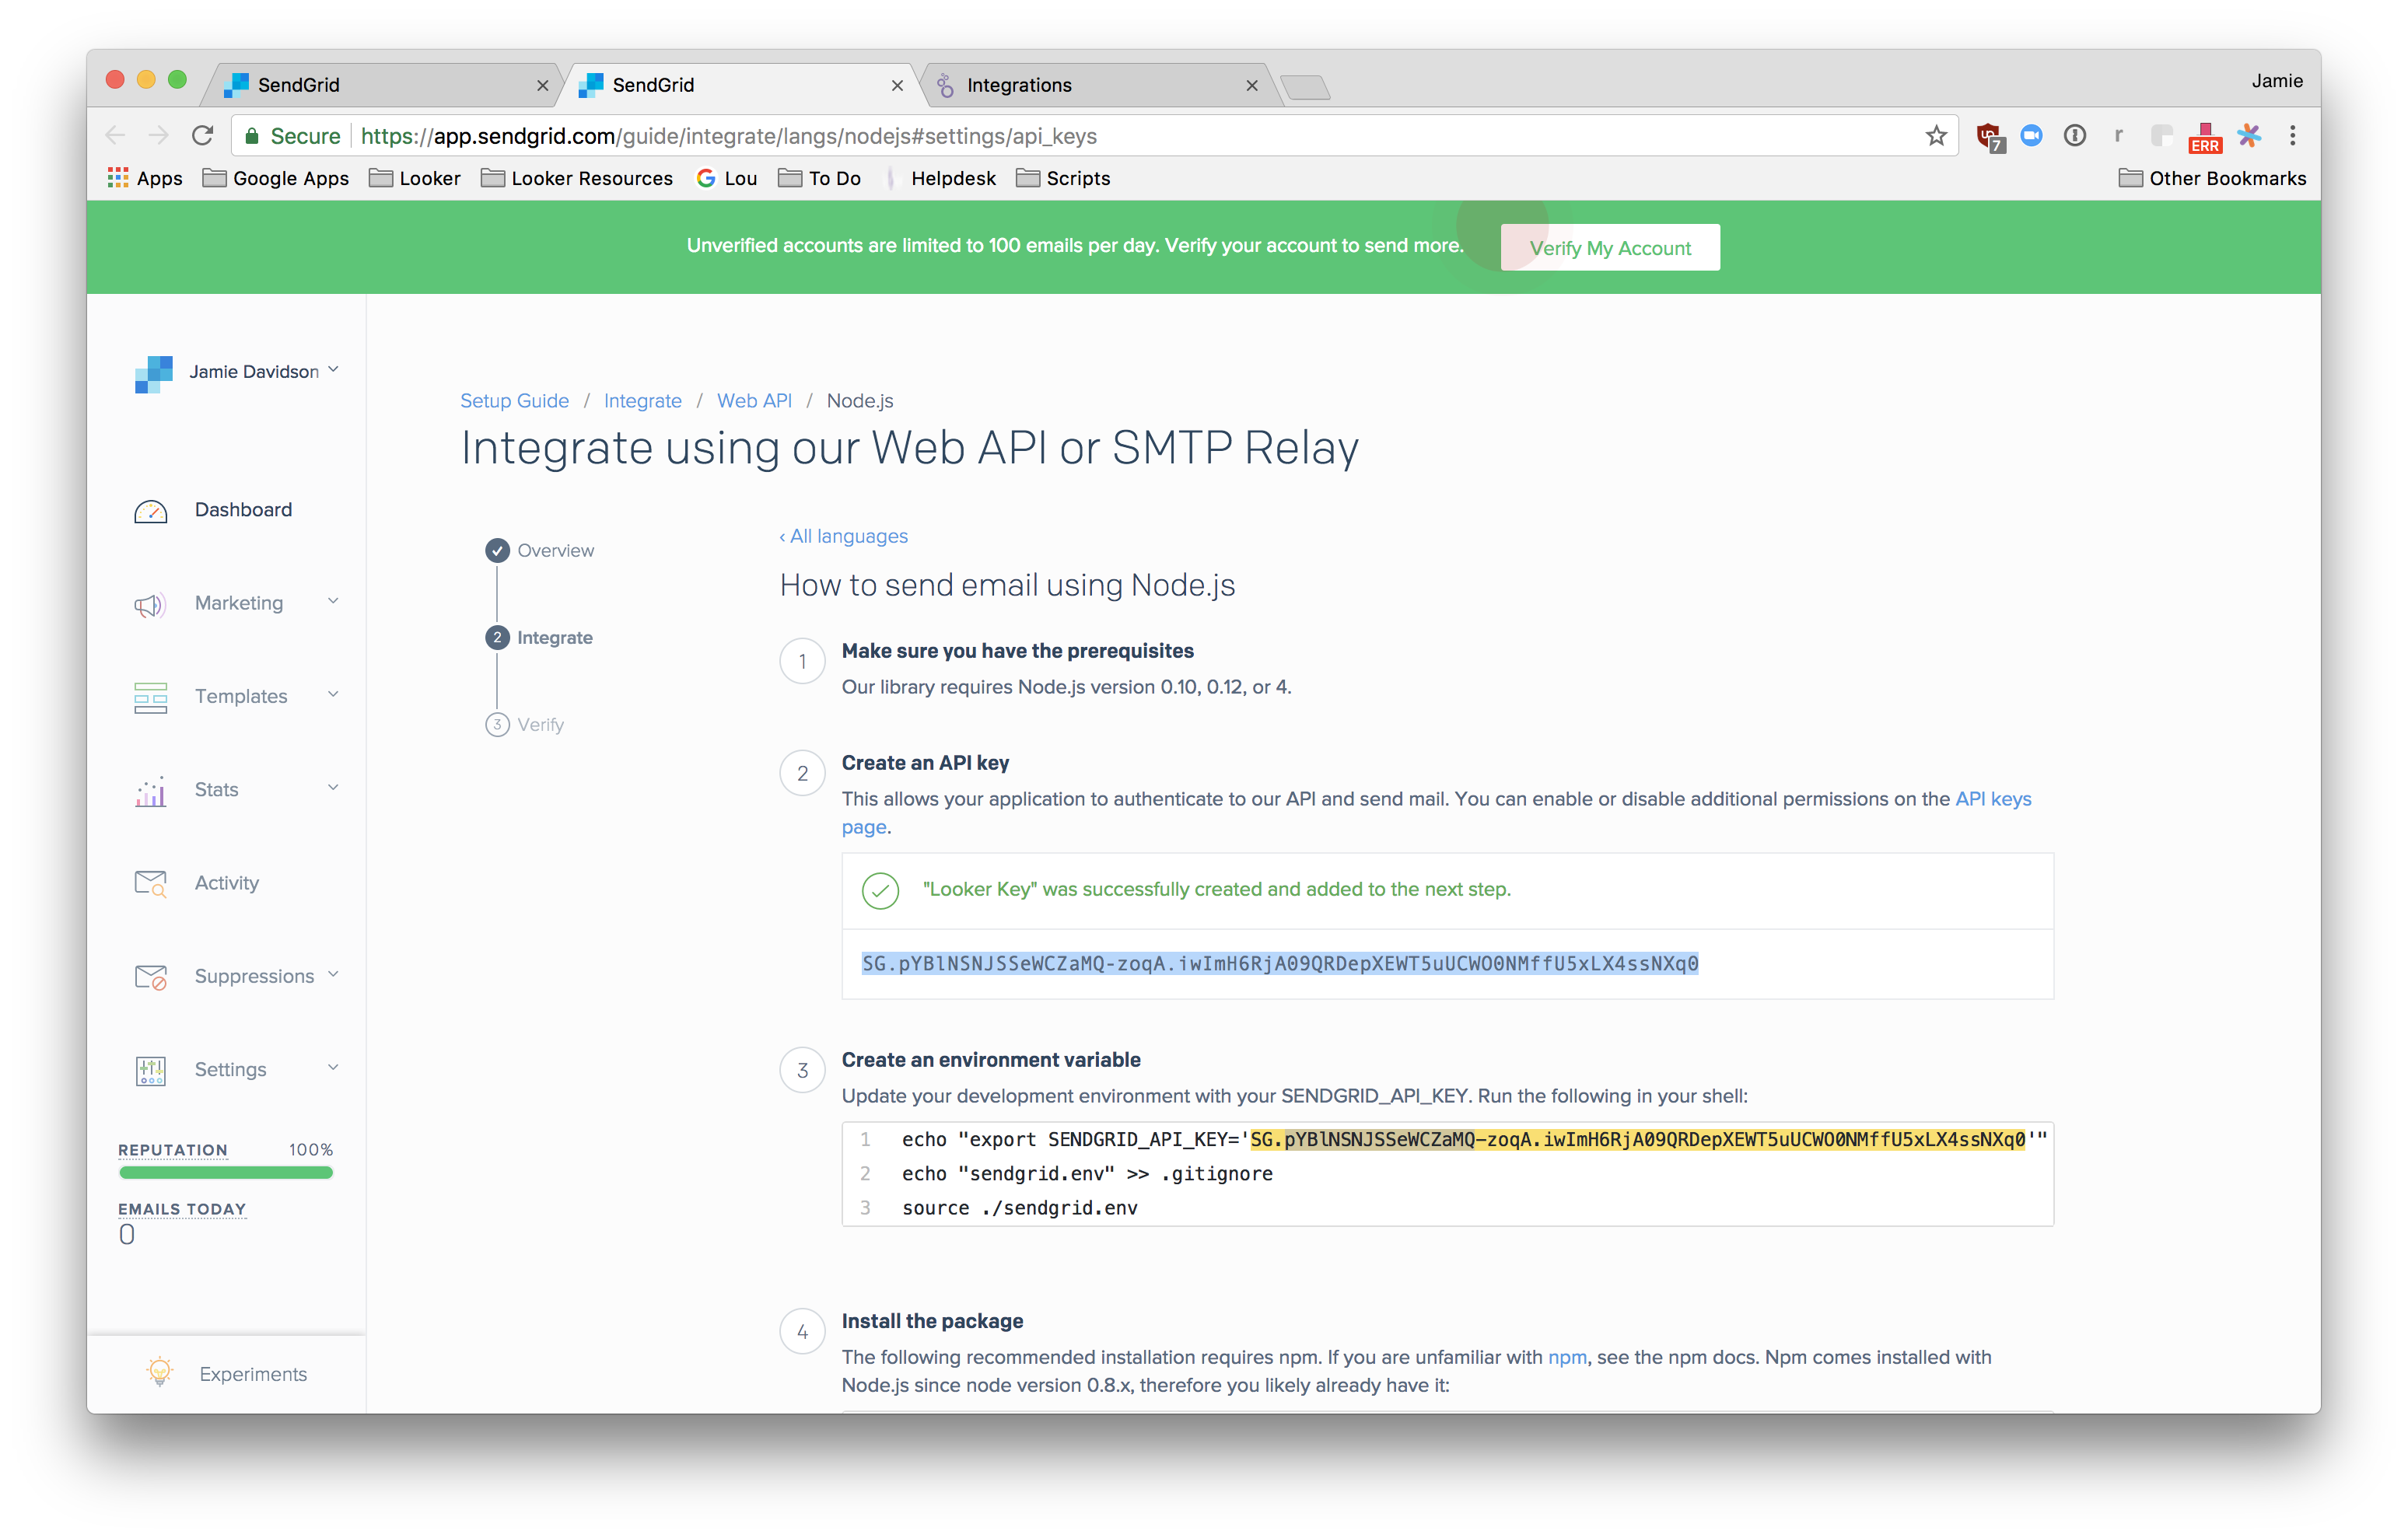 SendGrid
SendGrid
Integrations
Jamie
Secure
https://app.sendgrid.com/guide/integrate/langs/nodejs#settings/api_keys
7
r
ERR
Apps
Google Apps
Looker
Looker Resources
Lou
To Do
Helpdesk
Scripts
Other Bookmarks
Unverified accounts are limited to 100 emails per day. Verify your account to send more.
Verify My Account
Jamie Davidson
Dashboard
Marketing
Templates
Stats
Activity
Suppressions
Settings
REPUTATION 100%
EMAILS TODAY
0
Experiments
Setup Guide / Integrate / Web API / Node.js
Integrate using our Web API or SMTP Relay
Overview
2 Integrate
3 Verify
‹ All languages
How to send email using Node.js
1 Make sure you have the prerequisites
Our library requires Node.js version 0.10, 0.12, or 4.
2 Create an API key
This allows your application to authenticate to our API and send mail. You can enable or disable additional permissions on the API keys
page.
"Looker Key" was successfully created and added to the next step.
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
3 Create an environment variable
Update your development environment with your SENDGRID_API_KEY. Run the following in your shell:
1 echo "export SENDGRID_API_KEY='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'"
2 echo "sendgrid.env" >> .gitignore
3 source ./sendgrid.env
4 Install the package
The following recommended installation requires npm. If you are unfamiliar with npm, see the npm docs. Npm comes installed with
Node.js since node version 0.8.x, therefore you likely already have it: